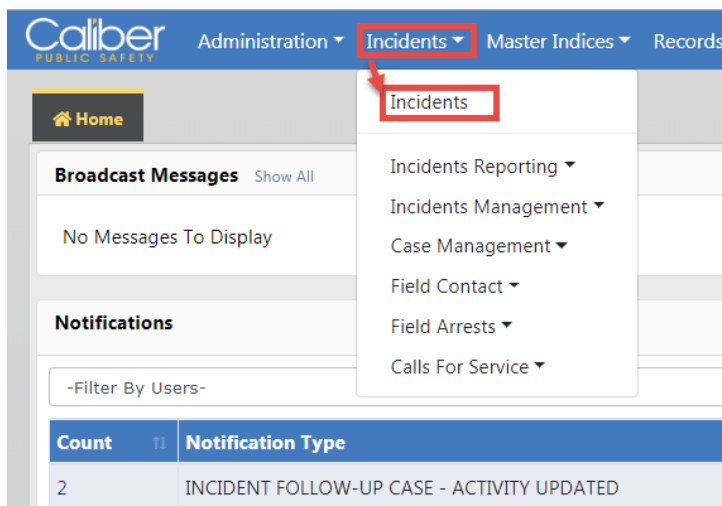 Caliber
PUBLIC SAFETY
Administration Incidents Master Indices Records
Home
Incidents
Broadcast Messages Show All
No Messages To Display
Incidents Reporting
Incidents Management
Case Management
Field Contact
Field Arrests
Calls For Service
Notifications
-Filter By Users-
Count Notification Type
2 INCIDENT FOLLOW-UP CASE - ACTIVITY UPDATED